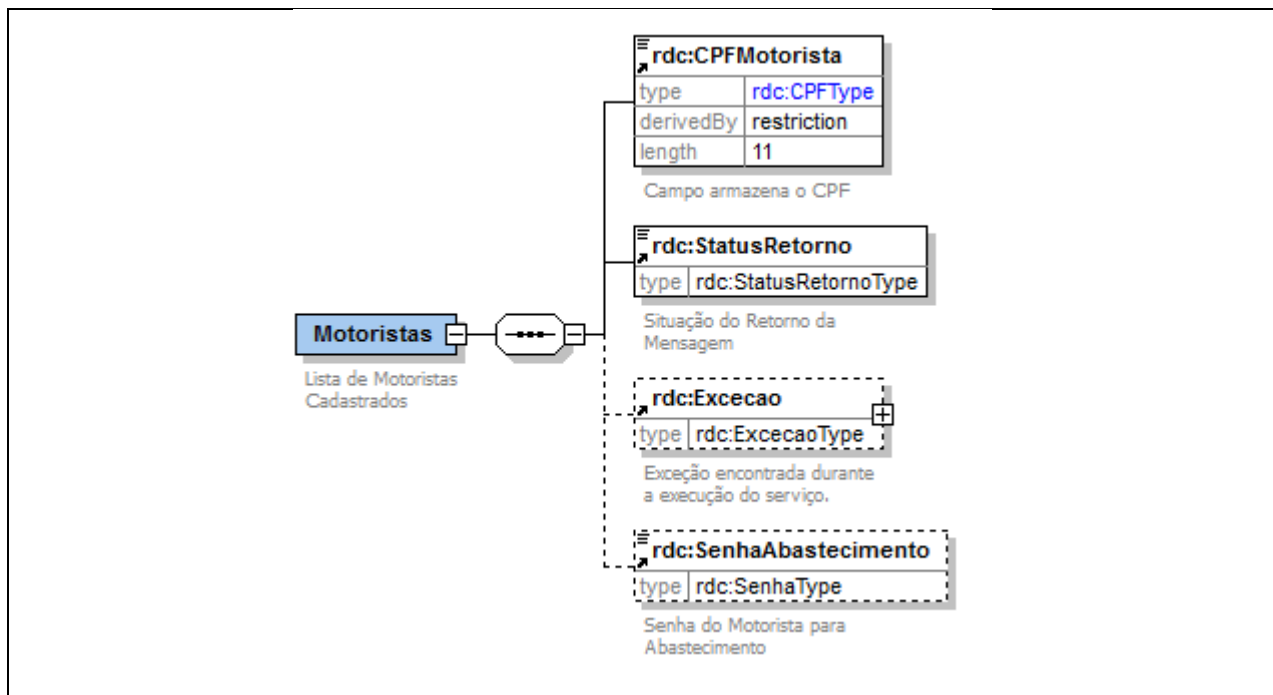 rdc:CPFMotorista
type rdc:CPFType
derivedBy restriction
length 11
Campo armazena o CPF
rdc:StatusRetorno
type rdc:StatusRetornoType
Situação do Retorno da
Mensagem
Motoristas
Lista de Motoristas
Cadastrados
rdc:Excecao
type rdc:ExcecaoType
Exceção encontrada durante
a execução do serviço.
rdc:SenhaAbastecimento
type rdc:SenhaType
Senha do Motorista para
Abastecimento